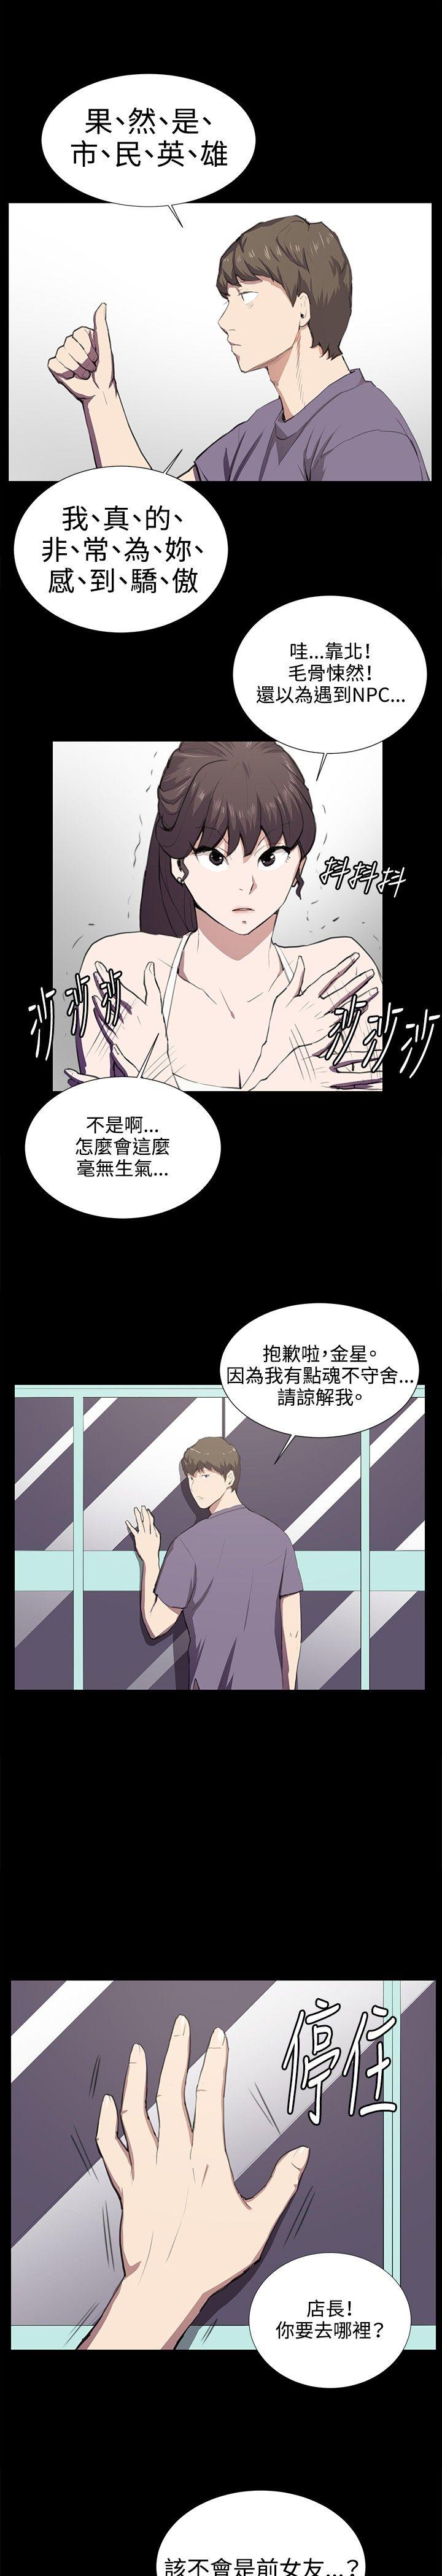 果、然、是、
市、民、英、雄
我、真、的、
非、常、為、妳、
感、到、驕、傲
哇...靠北！
毛骨悚然！
還以為遇到NPC...
抖抖抖
沙沙沙
沙沙沙
不是啊...
怎麼會這麼
毫無生氣...
抱歉啦，金星。
因為我有點魂不守舍...
請諒解我。
停住
店長！
你要去哪裡？
該不會是前女友...？